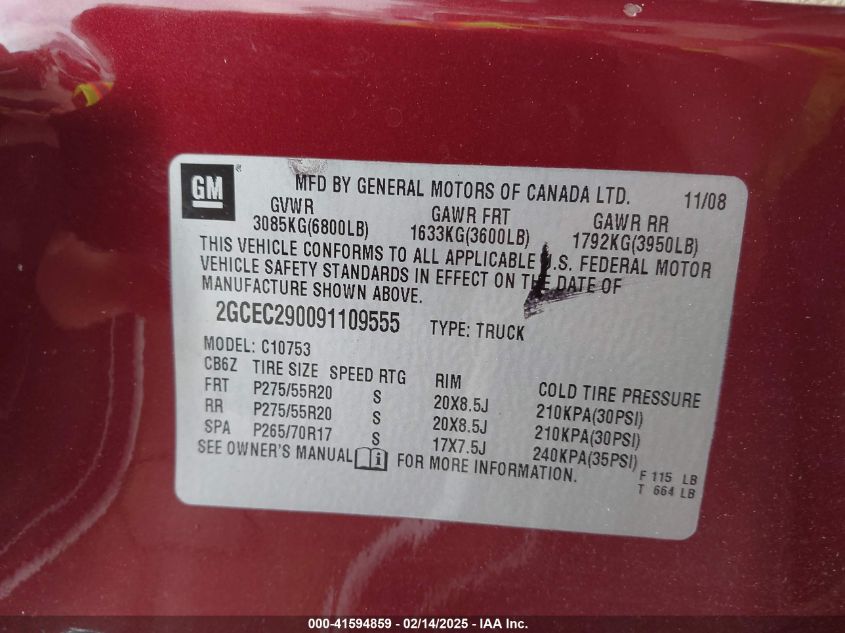 GM
MFD BY GENERAL MOTORS OF CANADA LTD. 11/08
GVWR GAWR FRT GAWR RR
3085KG(6800LB) 1633KG(3600LB) 1792KG(3950LB)
THIS VEHICLE CONFORMS TO ALL APPLICABLE U.S. FEDERAL MOTOR
VEHICLE SAFETY STANDARDS IN EFFECT ON THE DATE OF
MANUFACTURE SHOWN ABOVE.
2GCEC290091109555 TYPE: TRUCK
MODEL: C10753
CB6Z TIRE SIZE SPEED RTG RIM COLD TIRE PRESSURE
FRT P275/55R20 S 20X8.5J 210KPA(30PSI)
RR P275/55R20 S 20X8.5J 210KPA(30PSI)
SPA P265/70R17 S 17X7.5J 240KPA(35PSI)
SEE OWNER'S MANUAL i FOR MORE INFORMATION.
F 115 LB
T 664 LB
000-41594859 - 02/14/2025 - IAA, Inc.